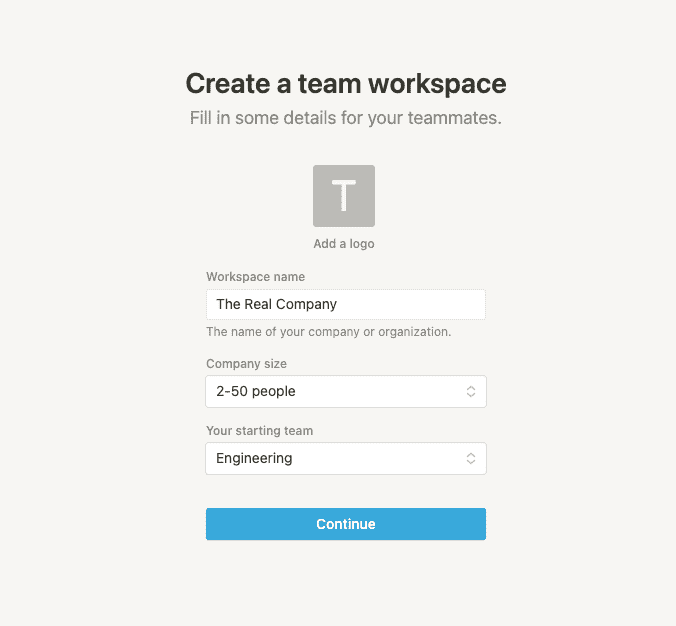 Create a team workspace
Fill in some details for your teammates.
T
Add a logo
Workspace name
The Real Company
The name of your company or organization.
Company size
2-50 people
Your starting team
Engineering
Continue